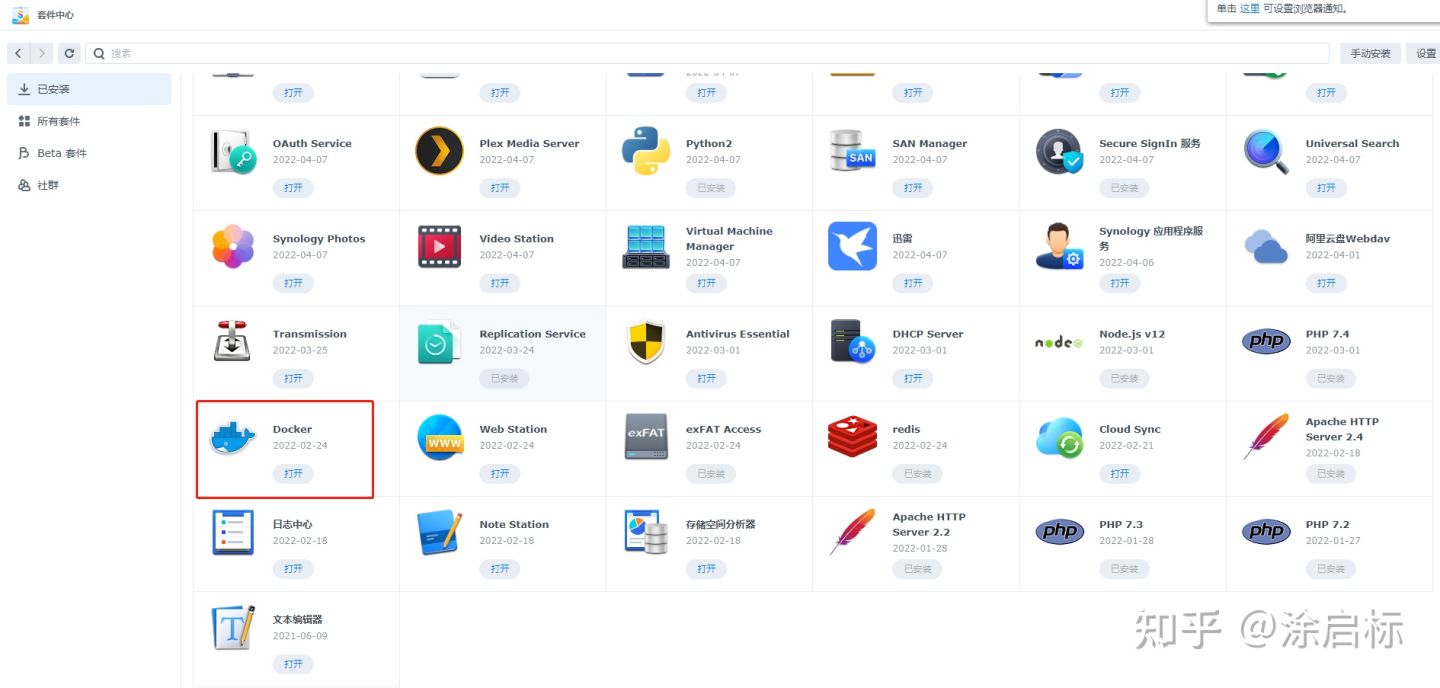 套件中心
单击 这里 可设置浏览器通知。
搜索
手动安装
设置
已安装
所有套件
Beta 套件
社群
打开
打开
打开
打开
打开
打开
OAuth Service
2022-04-07
打开
Plex Media Server
2022-04-07
打开
Python2
2022-04-07
已安装
SAN
SAN Manager
2022-04-07
打开
Secure SignIn 服务
2022-04-07
已安装
Universal Search
2022-04-07
打开
Synology Photos
2022-04-07
打开
Video Station
2022-04-07
打开
Virtual Machine
Manager
2022-04-07
打开
迅雷
2022-04-07
打开
Synology 应用程序服
务
2022-04-06
打开
阿里云盘Webdav
2022-04-01
打开
Transmission
2022-03-25
打开
Replication Service
2022-03-24
已安装
Antivirus Essential
2022-03-01
打开
DHCP Server
2022-03-01
打开
node
Node.js v12
2022-03-01
已安装
php
PHP 7.4
2022-03-01
已安装
Docker
2022-02-24
打开
WWW
Web Station
2022-02-24
打开
exFAT
exFAT Access
2022-02-24
已安装
redis
2022-02-24
已安装
Cloud Sync
2022-02-21
打开
Apache HTTP
Server 2.4
2022-02-18
已安装
日志中心
2022-02-18
打开
Note Station
2022-02-18
打开
存储空间分析器
2022-02-18
打开
Apache HTTP
Server 2.2
2022-01-28
已安装
php
PHP 7.3
2022-01-28
已安装
php
PHP 7.2
2022-01-27
已安装
T
文本编辑器
2021-06-09
打开
知乎 @涂启标